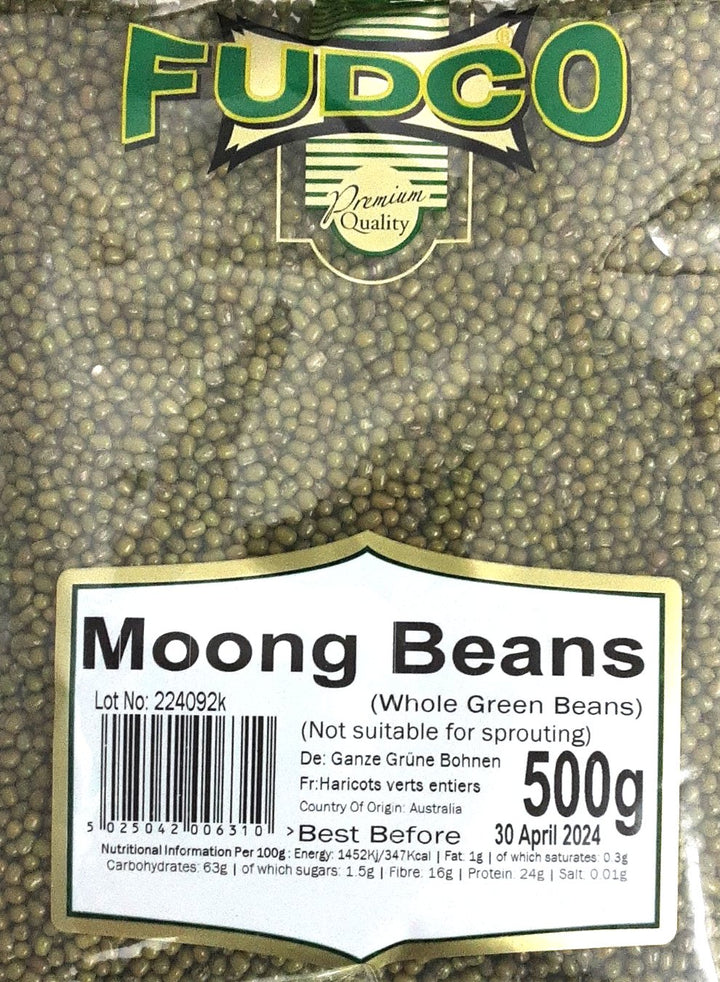 FUDCO®
Premium
Quality
Moong Beans
Lot No: 224092k
(Whole Green Beans)
(Not suitable for sprouting)
De: Ganze Grüne Bohnen
Fr:Haricots verts entiers
500g
Country Of Origin: Australia
5 025042 006310 >
Best Before 30 April 2024
Nutritional Information Per 100g : Energy: 1452Kj/347Kcal | Fat: 1g | of which saturates: 0.3g
Carbohydrates: 63g | of which sugars: 1.5g | Fibre: 16g | Protein: 24g | Salt: 0.01g